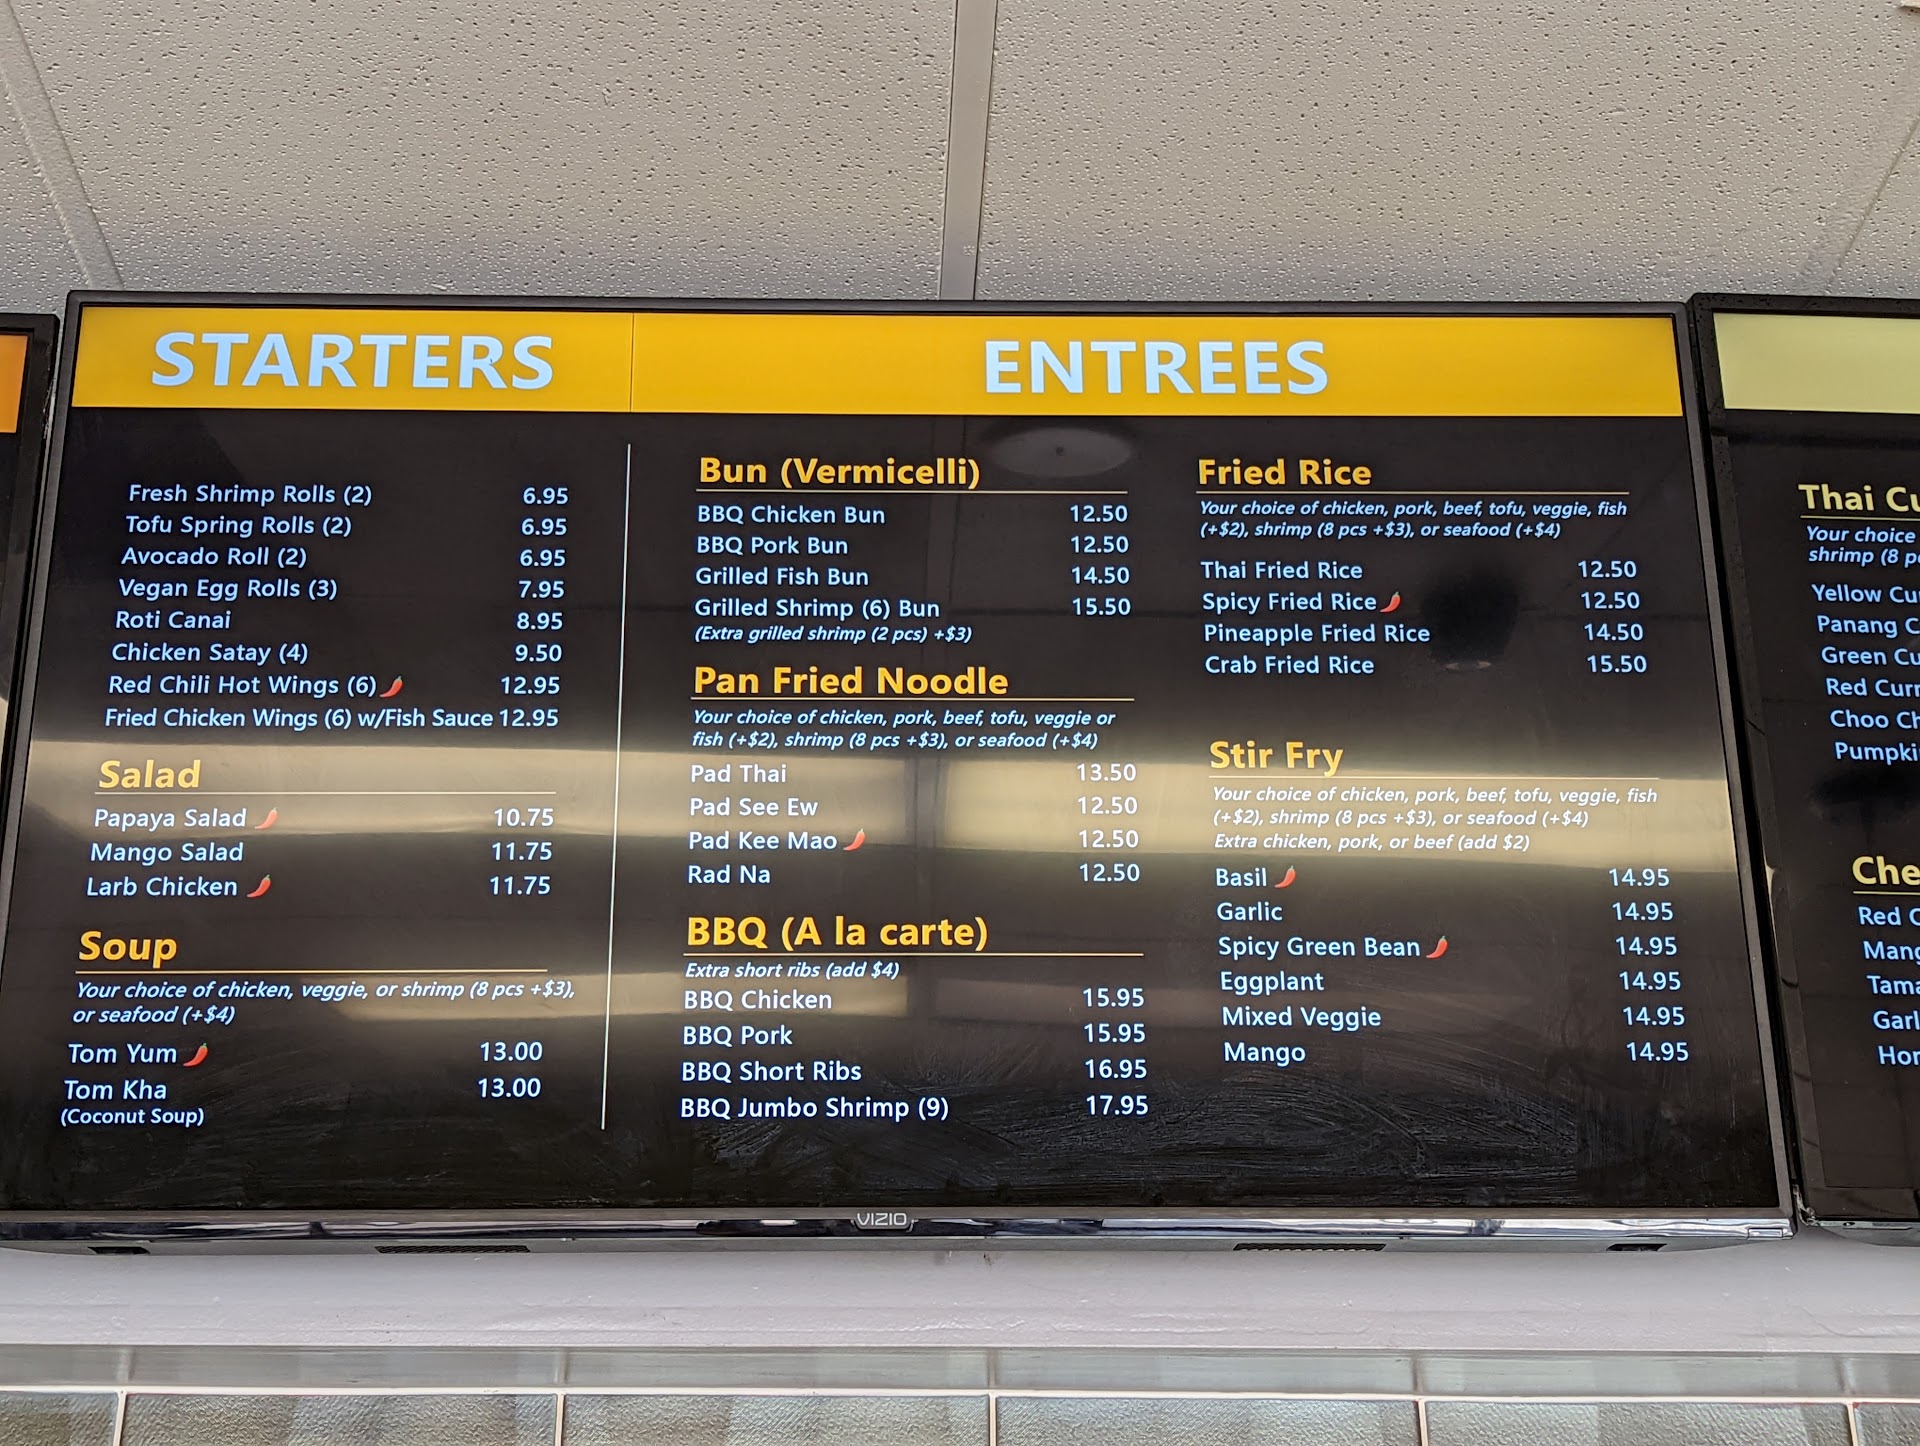 STARTERS
Fresh Shrimp Rolls (2) 6.95
Tofu Spring Rolls (2) 6.95
Avocado Roll (2) 6.95
Vegan Egg Rolls (3) 7.95
Roti Canai 8.95
Chicken Satay (4) 9.50
Red Chili Hot Wings (6) 12.95
Fried Chicken Wings (6) w/Fish Sauce 12.95
Salad
Papaya Salad 10.75
Mango Salad 11.75
Larb Chicken 11.75
Soup
Your choice of chicken, veggie, or shrimp (8 pcs +$3),
or seafood (+$4)
Tom Yum 13.00
Tom Kha 13.00
(Coconut Soup)
ENTREES
Bun (Vermicelli)
BBQ Chicken Bun 12.50
BBQ Pork Bun 12.50
Grilled Fish Bun 14.50
Grilled Shrimp (6) Bun 15.50
(Extra grilled shrimp (2 pcs) +$3)
Pan Fried Noodle
Your choice of chicken, pork, beef, tofu, veggie or
fish (+$2), shrimp (8 pcs +$3), or seafood (+$4)
Pad Thai 13.50
Pad See Ew 12.50
Pad Kee Mao 12.50
Rad Na 12.50
BBQ (A la carte)
Extra short ribs (add $4)
BBQ Chicken 15.95
BBQ Pork 15.95
BBQ Short Ribs 16.95
BBQ Jumbo Shrimp (9) 17.95
Fried Rice
Your choice of chicken, pork, beef, tofu, veggie, fish
(+$2), shrimp (8 pcs +$3), or seafood (+$4)
Thai Fried Rice 12.50
Spicy Fried Rice 12.50
Pineapple Fried Rice 14.50
Crab Fried Rice 15.50
Stir Fry
Your choice of chicken, pork, beef, tofu, veggie, fish
(+$2), shrimp (8 pcs +$3), or seafood (+$4)
Extra chicken, pork, or beef (add $2)
Basil 14.95
Garlic 14.95
Spicy Green Bean 14.95
Eggplant 14.95
Mixed Veggie 14.95
Mango 14.95
VIZIO
Thai
Your choice
shrimp (8
Yellow
Panang
Green
Red
Choo
Red